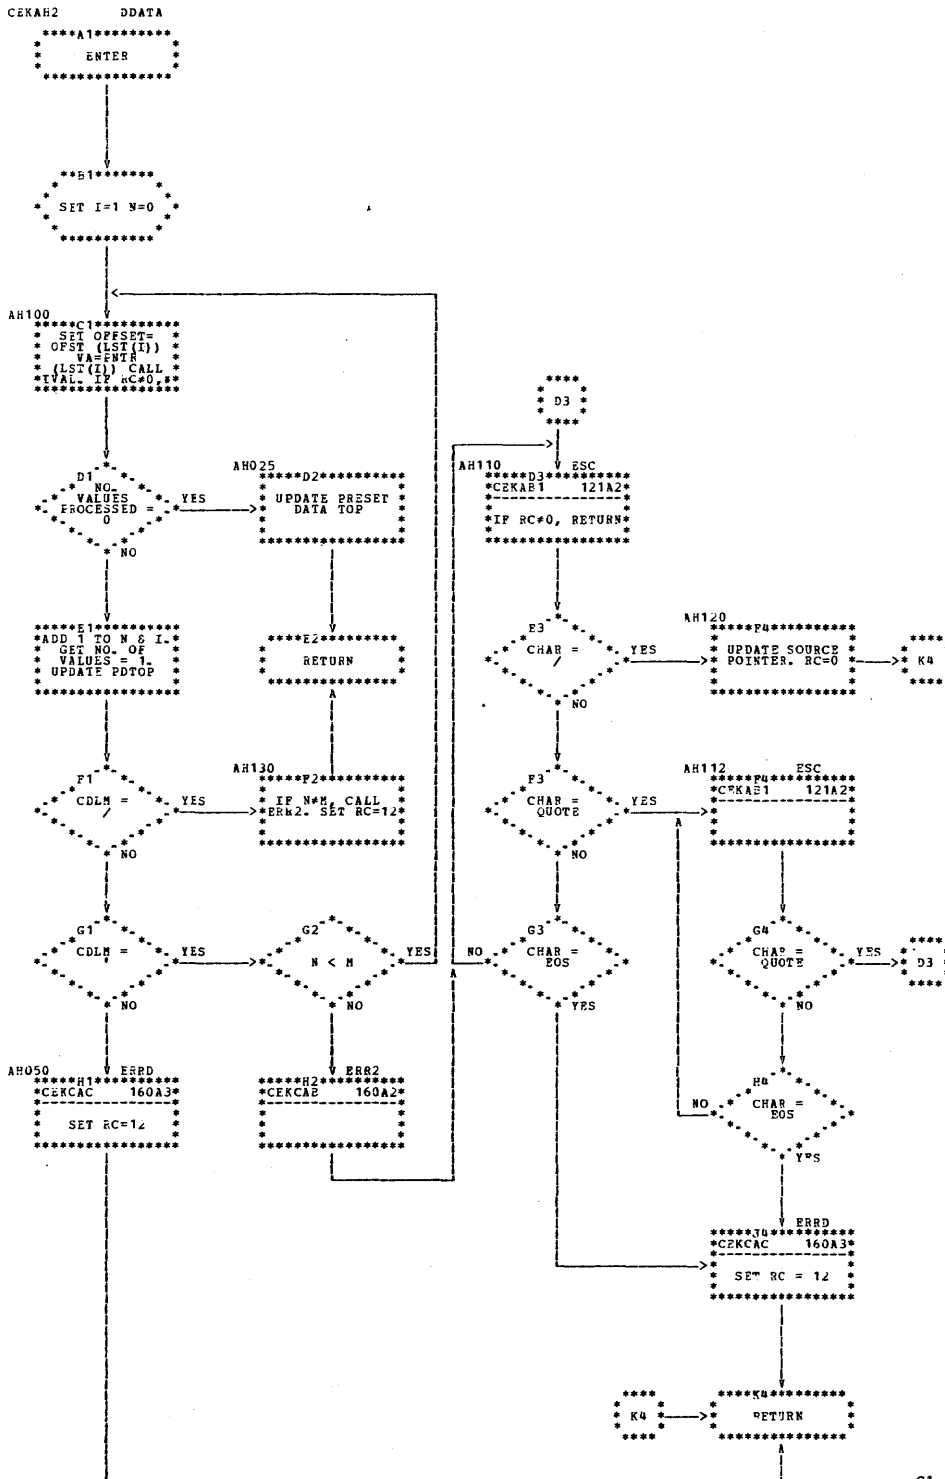 CEKAH2 DDATA
A1
ENTER
B1
SET I=1 N=0
AH100
C1
SET OFFSET=
OFST (LST(I))
VA=ENTR
(LST(I)) CALL
IVAL. IF RC≠0,
D1
NO.
VALUES
PROCESSED =
0
YES
NO
AH025
D2
UPDATE PRESET
DATA TOP
E1
ADD 1 TO N & I.
GET NO. OF
VALUES = 1.
UPDATE PDTOP
E2
RETURN
F1
CDLM =
/
YES
NO
AH130
F2
IF N≠M, CALL
ERR2. SET RC=12
G1
CDLM =
'
YES
NO
G2
N < M
YES
NO
AH050 ERRD
H1
CEKCAC 160A3
SET RC=12
ERR2
H2
CEKCAB 160A2
D3
AH110 ESC
D3
CEKAB1 121A2
IF RC≠0, RETURN
E3
CHAR =
/
YES
NO
AH120
F4
UPDATE SOURCE
POINTER. RC=0
K4
F3
CHAR =
QUOTE
YES
NO
AH112 ESC
F4
CEKAB1 121A2
G3
CHAR =
EOS
NO
YES
G4
CHAR =
QUOTE
YES
NO
D3
H4
CHAR =
EOS
NO
YES
ERRD
J4
CEKCAC 160A3
SET RC = 12
K4
K4
RETURN